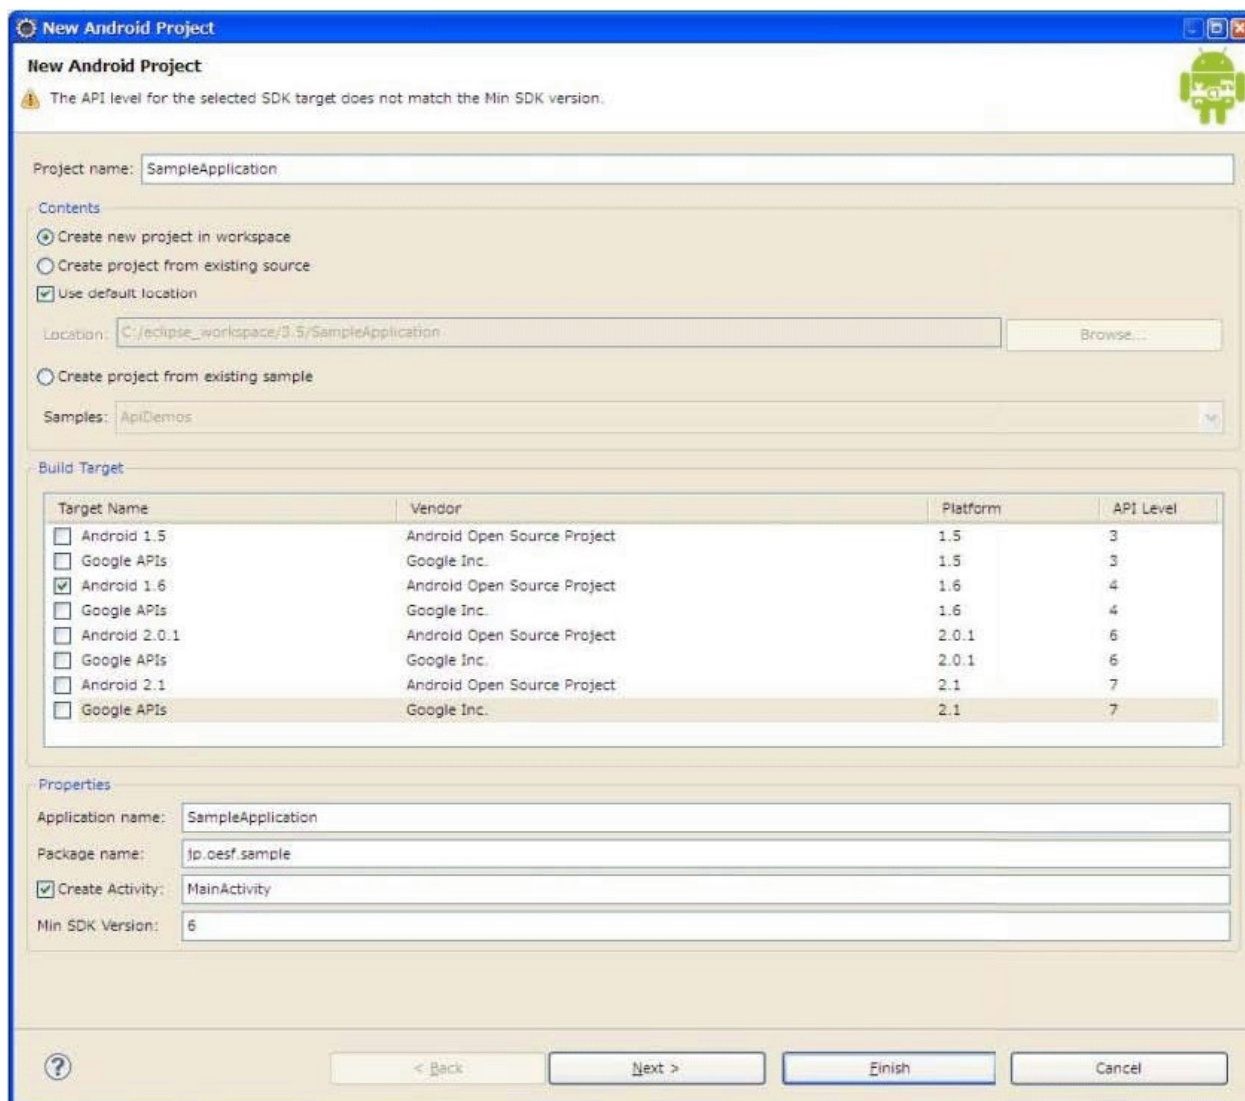 New Android Project
New Android Project
The API level for the selected SDK target does not match the Min SDK version.
Project name: SampleApplication
Contents
Create new project in workspace
Create project from existing source
Use default location
Location: C:/eclipse_workspace/3.5/SampleApplication Browse...
Create project from existing sample
Samples: ApiDemos
Build Target
Target Name Vendor Platform API Level
Android 1.5 Android Open Source Project 1.5 3
Google APIs Google Inc. 1.5 3
Android 1.6 Android Open Source Project 1.6 4
Google APIs Google Inc. 1.6 4
Android 2.0.1 Android Open Source Project 2.0.1 6
Google APIs Google Inc. 2.0.1 6
Android 2.1 Android Open Source Project 2.1 7
Google APIs Google Inc. 2.1 7
Properties
Application name: SampleApplication
Package name: jp.oesf.sample
Create Activity: MainActivity
Min SDK Version: 6
? < Back Next > Finish Cancel